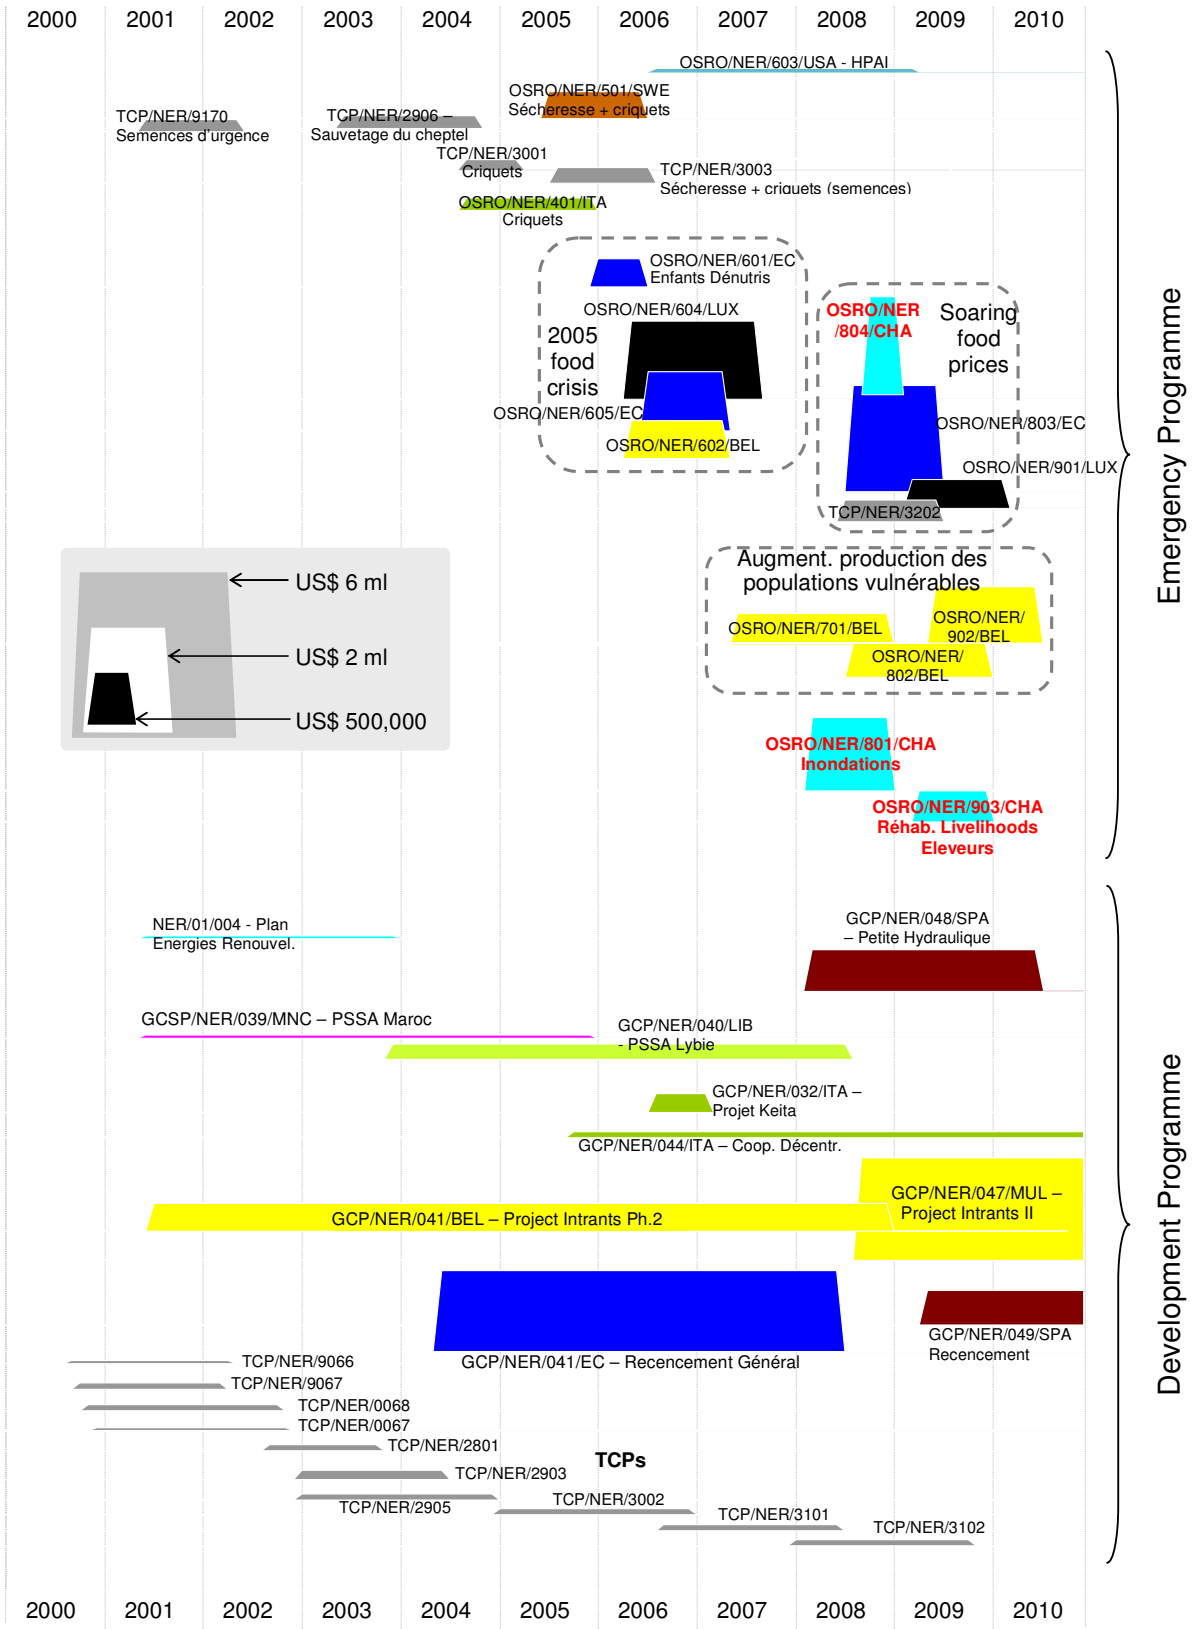 2000 2001 2002 2003 2004 2005 2006 2007 2008 2009 2010
OSRO/NER/603/USA - HPAI
OSRO/NER/501/SWE
Sécheresse + criquets
TCP/NER/9170
Semences d'urgence
TCP/NER/2906 –
Sauvetage du cheptel
TCP/NER/3001
Criquets
TCP/NER/3003
Sécheresse + criquets (semences)
OSRO/NER/401/ITA
Criquets
OSRO/NER/601/EC
Enfants Dénutris
OSRO/NER/604/LUX
2005
food
crisis
OSRO/NER/605/EC
OSRO/NER/602/BEL
OSRO/NER
/804/CHA
Soaring
food
prices
OSRO/NER/803/EC
OSRO/NER/901/LUX
TCP/NER/3202
Emergency Programme
US$ 6 ml
US$ 2 ml
US$ 500,000
Augment. production des
populations vulnérables
OSRO/NER/701/BEL
OSRO/NER/
902/BEL
OSRO/NER/
802/BEL
OSRO/NER/801/CHA
Inondations
OSRO/NER/903/CHA
Réhab. Livelihoods
Eleveurs
NER/01/004 - Plan
Energies Renouvel.
GCP/NER/048/SPA
– Petite Hydraulique
GCSP/NER/039/MNC – PSSA Maroc
GCP/NER/040/LIB
- PSSA Lybie
GCP/NER/032/ITA –
Projet Keita
GCP/NER/044/ITA – Coop. Décentr.
GCP/NER/047/MUL –
Project Intrants II
GCP/NER/041/BEL – Project Intrants Ph.2
GCP/NER/041/EC – Recencement Général
GCP/NER/049/SPA
Recencement
Development Programme
TCP/NER/9066
TCP/NER/9067
TCP/NER/0068
TCP/NER/0067
TCP/NER/2801
TCPs
TCP/NER/2903
TCP/NER/2905
TCP/NER/3002
TCP/NER/3101
TCP/NER/3102
2000 2001 2002 2003 2004 2005 2006 2007 2008 2009 2010